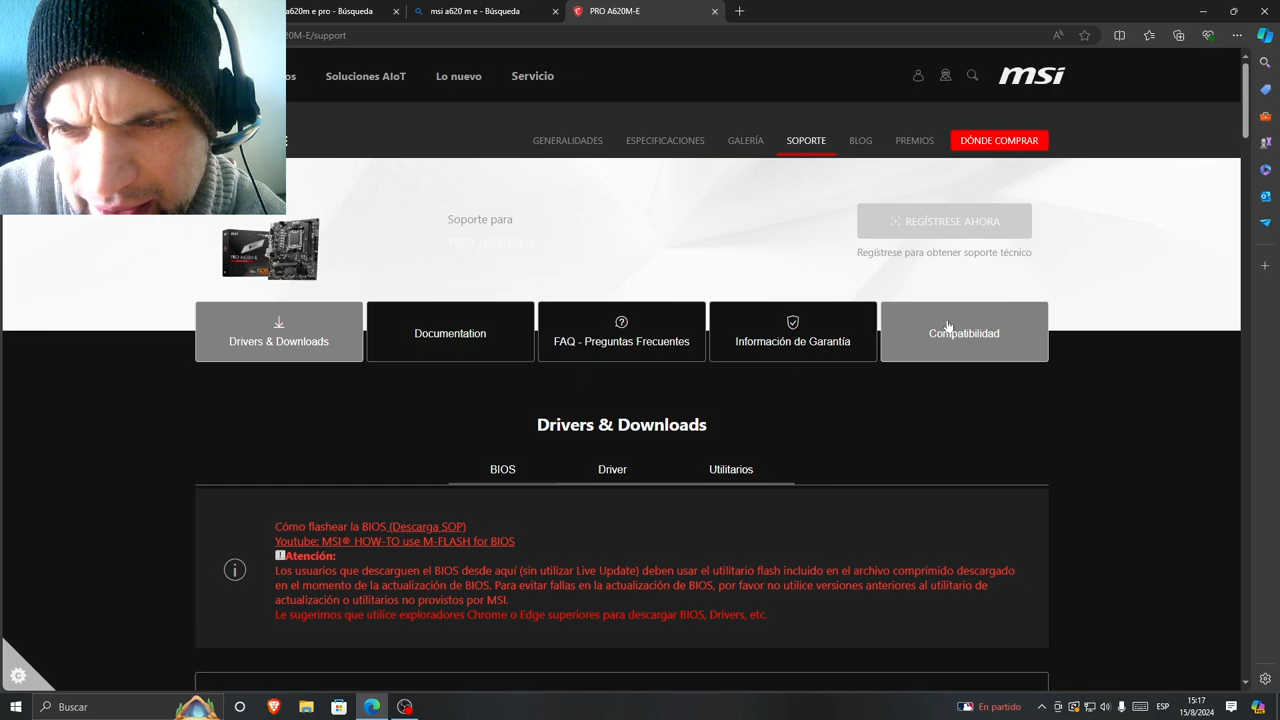 a620m e pro - Búsqueda
msi a620 m e - Búsqueda
PRO A620M-E
20M-E/support
os
Soluciones AIoT
Lo nuevo
Servicio
msi
GENERALIDADES
ESPECIFICACIONES
GALERÍA
SOPORTE
BLOG
PREMIOS
DÓNDE COMPRAR
Soporte para
PRO A620M-E
REGÍSTRESE AHORA
Regístrese para obtener soporte técnico
Drivers & Downloads
Documentation
FAQ - Preguntas Frecuentes
Información de Garantía
Compatibilidad
Drivers & Downloads
BIOS
Driver
Utilitarios
Cómo flashear la BIOS (Descarga SOP)
Youtube: MSI® HOW-TO use M-FLASH for BIOS
Atención:
Los usuarios que descarguen el BIOS desde aquí (sin utilizar Live Update) deben usar el utilitario flash incluido en el archivo comprimido descargado
en el momento de la actualización de BIOS. Para evitar fallas en la actualización de BIOS, por favor no utilice versiones anteriores al utilitario de
actualización o utilitarios no provistos por MSI.
Le sugerimos que utilice exploradores Chrome o Edge superiores para descargar BIOS, Drivers, etc.
Buscar
En partido
ESP
15:17
15/8/2024